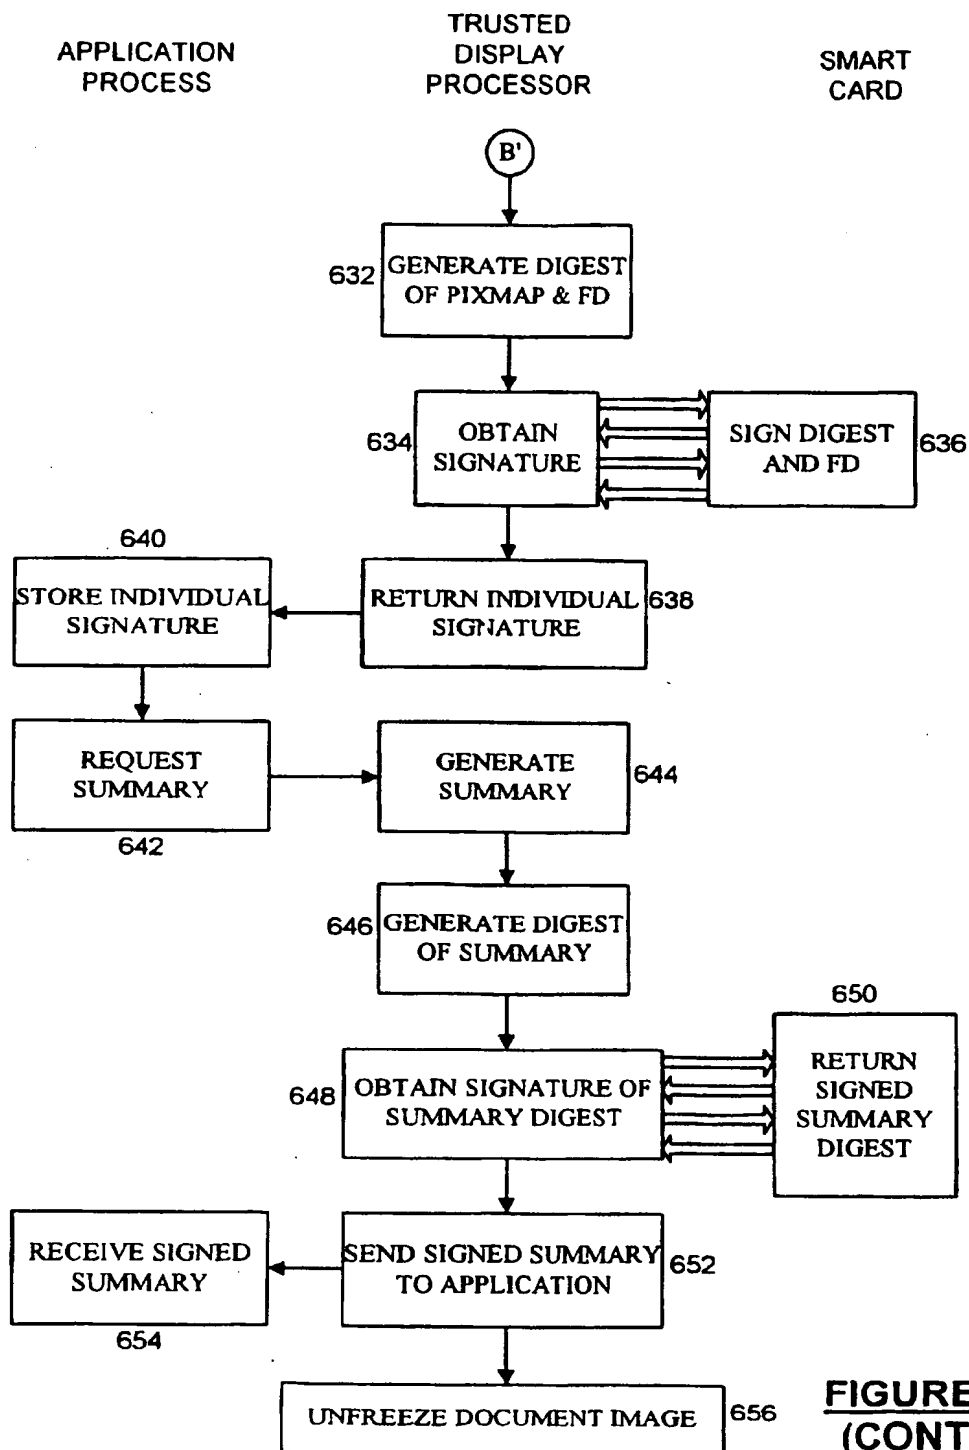 APPLICATION
PROCESS
TRUSTED
DISPLAY
PROCESSOR
SMART
CARD
B'
632
GENERATE DIGEST
OF PIXMAP & FD
634
OBTAIN
SIGNATURE
SIGN DIGEST
AND FD
636
640
STORE INDIVIDUAL
SIGNATURE
RETURN INDIVIDUAL
SIGNATURE
638
REQUEST
SUMMARY
642
GENERATE
SUMMARY
644
646
GENERATE DIGEST
OF SUMMARY
650
648
OBTAIN SIGNATURE OF
SUMMARY DIGEST
RETURN
SIGNED
SUMMARY
DIGEST
RECEIVE SIGNED
SUMMARY
654
SEND SIGNED SUMMARY
TO APPLICATION
652
UNFREEZE DOCUMENT IMAGE
656
FIGURE
(CONT